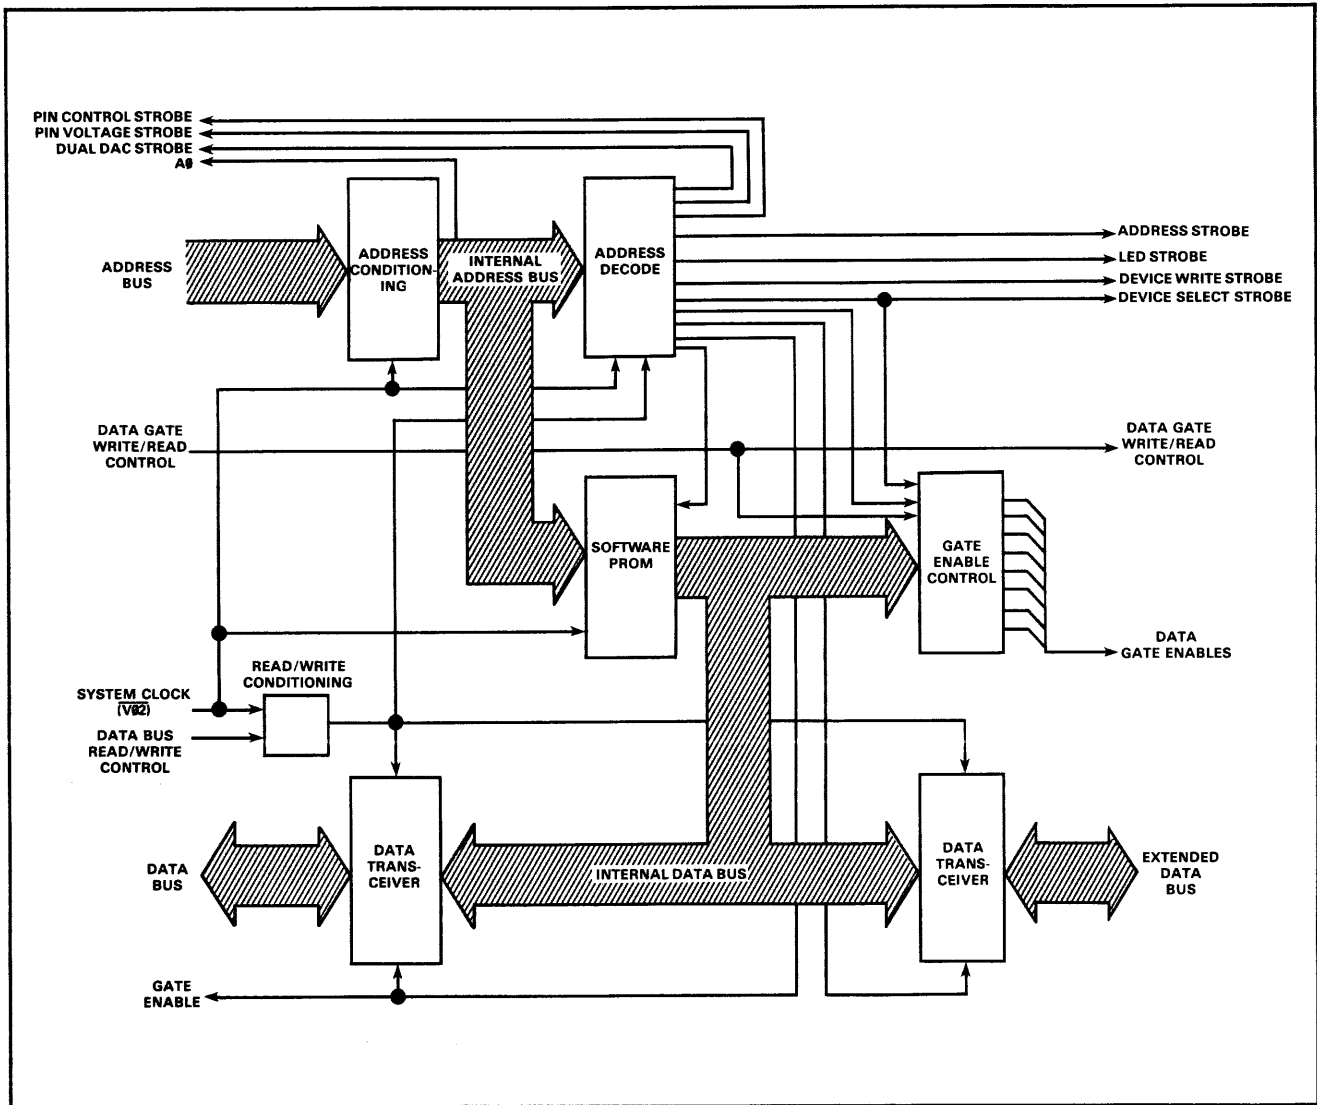 PIN CONTROL STROBE
PIN VOLTAGE STROBE
DUAL DAC STROBE
A0
ADDRESS
BUS
ADDRESS
CONDITION-
ING
INTERNAL
ADDRESS BUS
ADDRESS
DECODE
ADDRESS STROBE
LED STROBE
DEVICE WRITE STROBE
DEVICE SELECT STROBE
DATA GATE
WRITE/READ
CONTROL
DATA GATE
WRITE/READ
CONTROL
SOFTWARE
PROM
GATE
ENABLE
CONTROL
DATA
GATE ENABLES
READ/WRITE
CONDITIONING
SYSTEM CLOCK
(V02)
DATA BUS
READ/WRITE
CONTROL
DATA
BUS
DATA
TRANS-
CEIVER
INTERNAL DATA BUS
DATA
TRANS-
CEIVER
EXTENDED
DATA
BUS
GATE
ENABLE